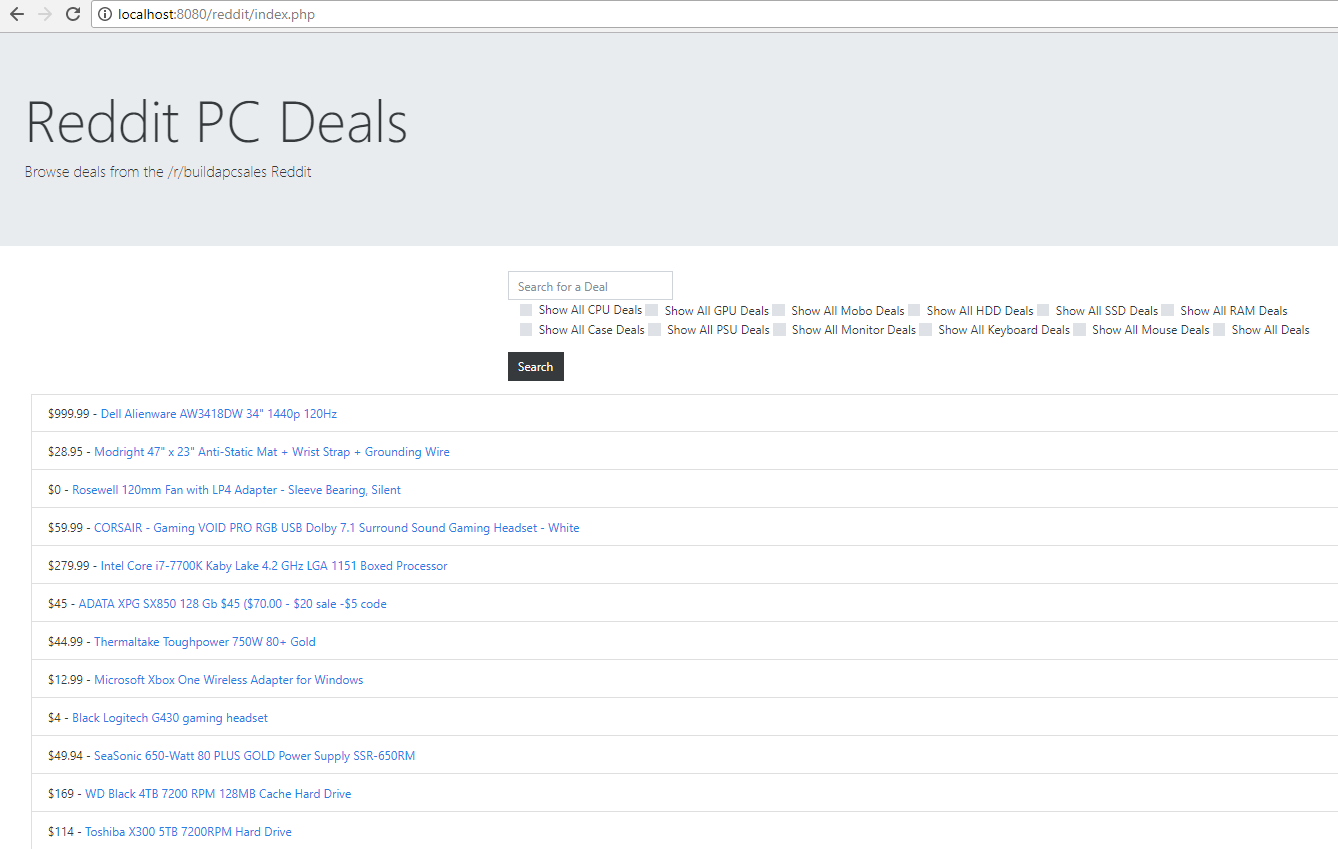 localhost:8080/reddit/index.php
Reddit PC Deals
Browse deals from the /r/buildapcsales Reddit
Search for a Deal
Show All CPU Deals Show All GPU Deals Show All Mobo Deals Show All HDD Deals Show All SSD Deals Show All RAM Deals
Show All Case Deals Show All PSU Deals Show All Monitor Deals Show All Keyboard Deals Show All Mouse Deals Show All Deals
Search
$999.99 - Dell Alienware AW3418DW 34" 1440p 120Hz
$28.95 - Modright 47" x 23" Anti-Static Mat + Wrist Strap + Grounding Wire
$0 - Rosewell 120mm Fan with LP4 Adapter - Sleeve Bearing, Silent
$59.99 - CORSAIR - Gaming VOID PRO RGB USB Dolby 7.1 Surround Sound Gaming Headset - White
$279.99 - Intel Core i7-7700K Kaby Lake 4.2 GHz LGA 1151 Boxed Processor
$45 - ADATA XPG SX850 128 Gb $45 ($70.00 - $20 sale -$5 code
$44.99 - Thermaltake Toughpower 750W 80+ Gold
$12.99 - Microsoft Xbox One Wireless Adapter for Windows
$4 - Black Logitech G430 gaming headset
$49.94 - SeaSonic 650-Watt 80 PLUS GOLD Power Supply SSR-650RM
$169 - WD Black 4TB 7200 RPM 128MB Cache Hard Drive
$114 - Toshiba X300 5TB 7200RPM Hard Drive